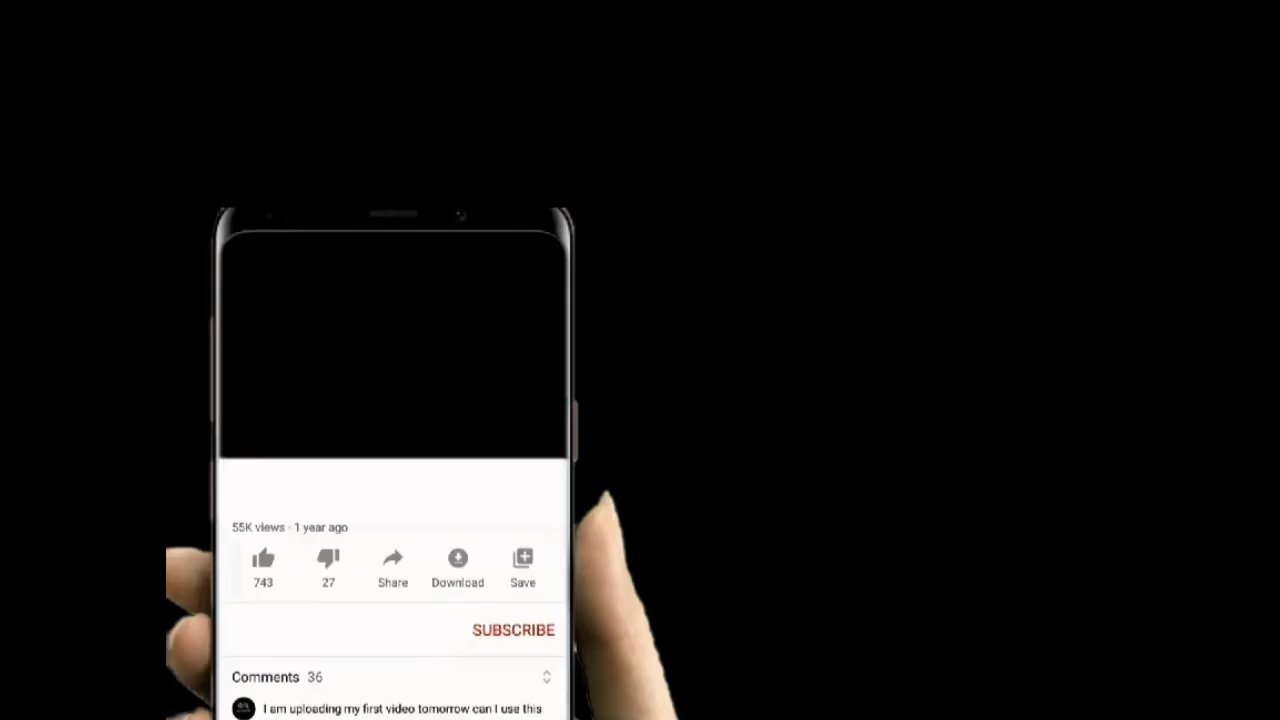 55K views · 1 year ago
743 27 Share Download Save
SUBSCRIBE
Comments 36
I am uploading my first video tomorrow can I use this